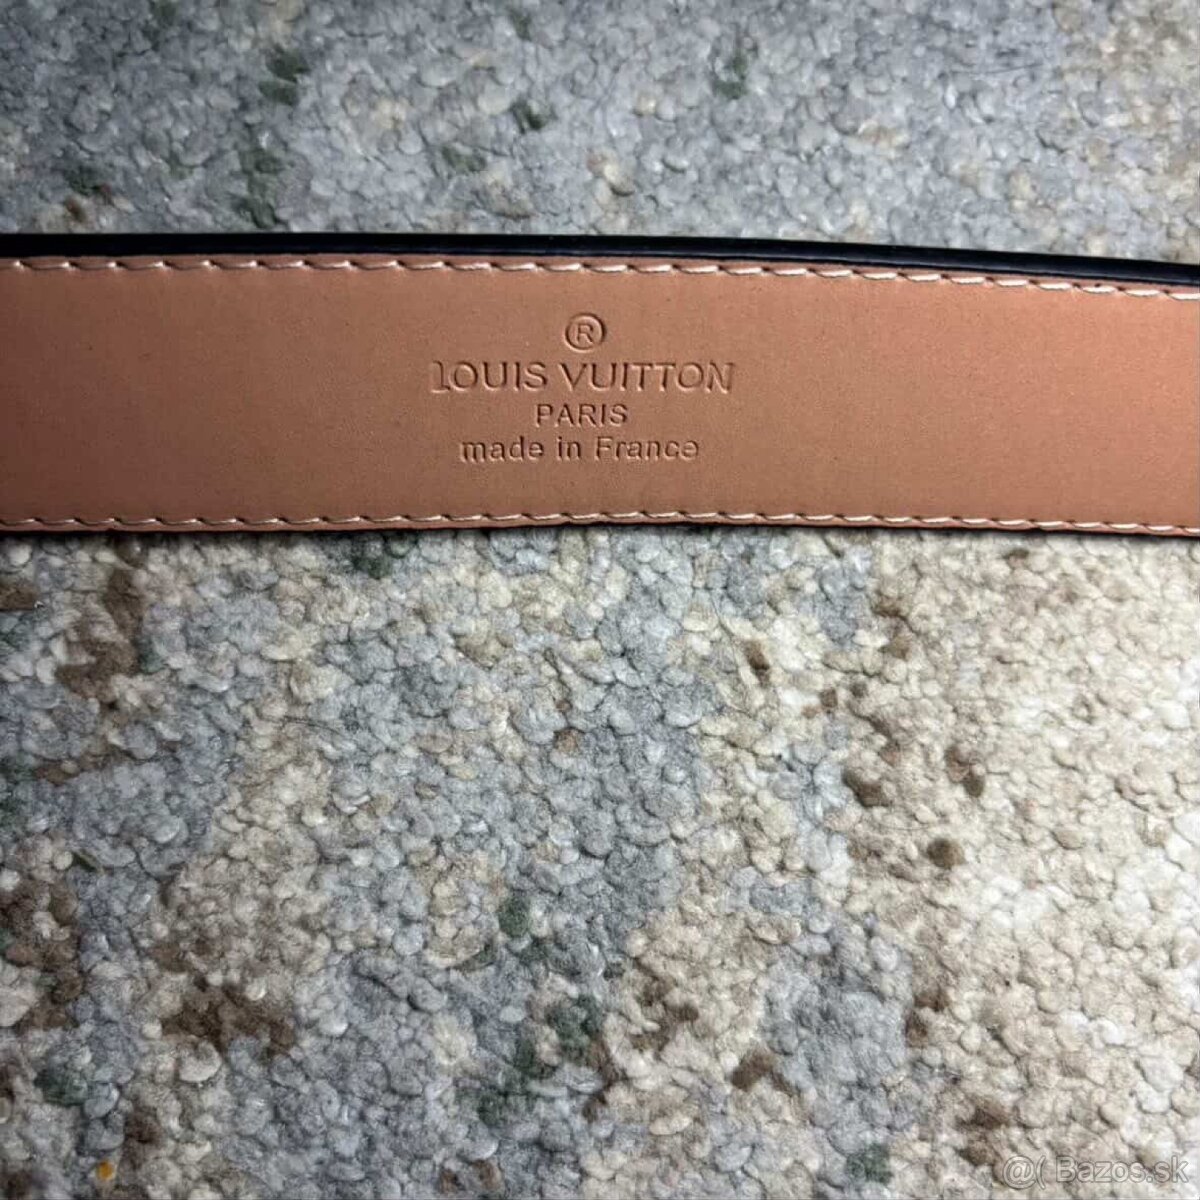 ®
LOUIS VUITTON
PARIS
made in France
@( Bazos.sk